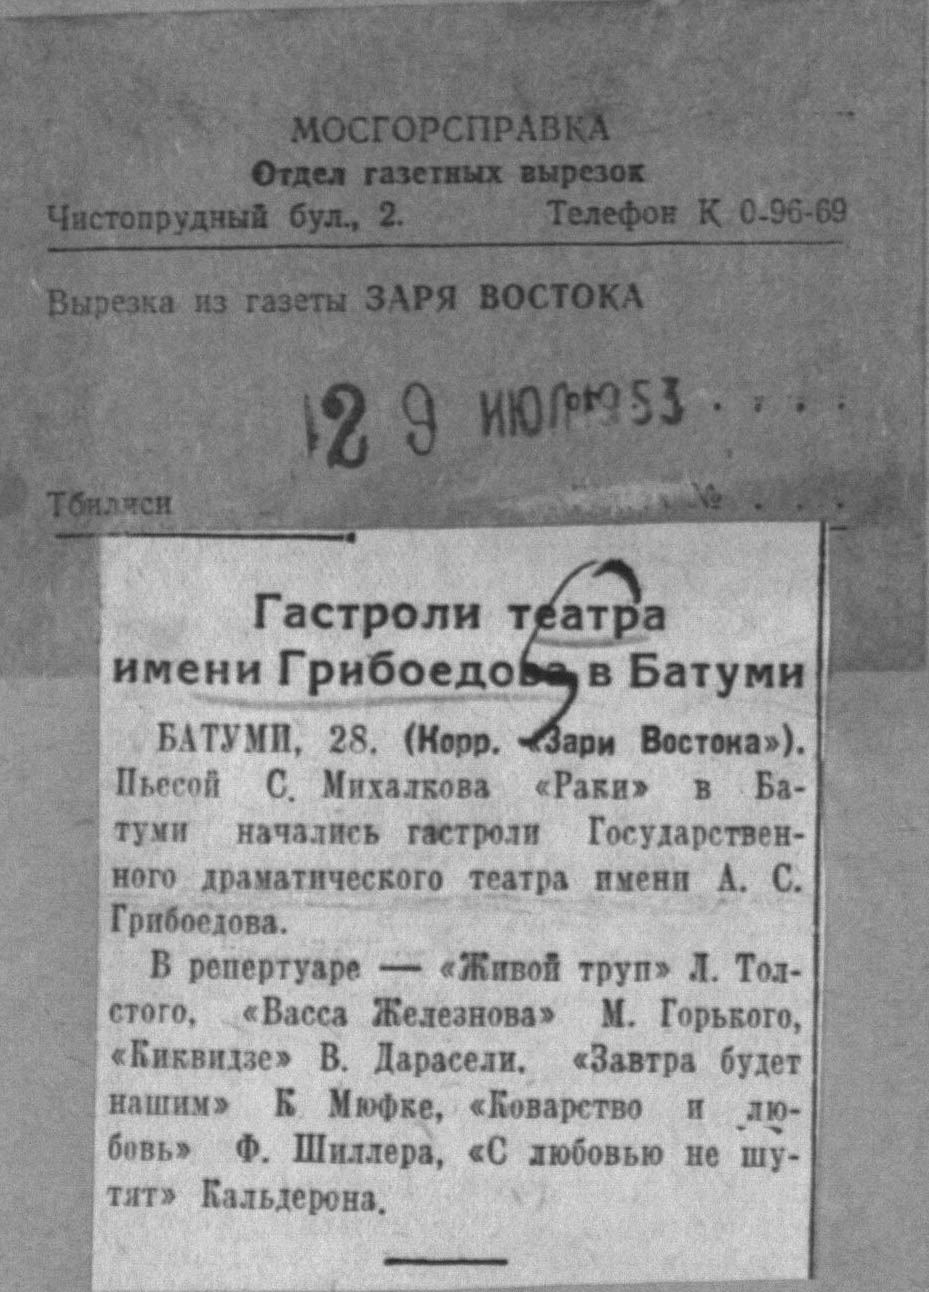 МОСГОРСПРАВКА
Отдел газетных вырезок
Чистопрудный бул., 2. Телефон К 0-96-69
Вырезка из газеты ЗАРЯ ВОСТОКА
29 ИЮЛ 1953 . . . .
Тбилиси № . . .
Гастроли театра
имени Грибоедова в Батуми
БАТУМИ, 28. (Корр. «Зари Востока»).
Пьесой С. Михалкова «Раки» в Ба-
туми начались гастроли Государствен-
ного драматического театра имени А. С.
Грибоедова.
В репертуаре — «Живой труп» Л. Тол-
стого, «Васса Железнова» М. Горького,
«Киквидзе» В. Дарасели, «Завтра будет
нашим» К Мюфке, «Коварство и лю-
бовь» Ф. Шиллера, «С любовью не шу-
тят» Кальдерона.